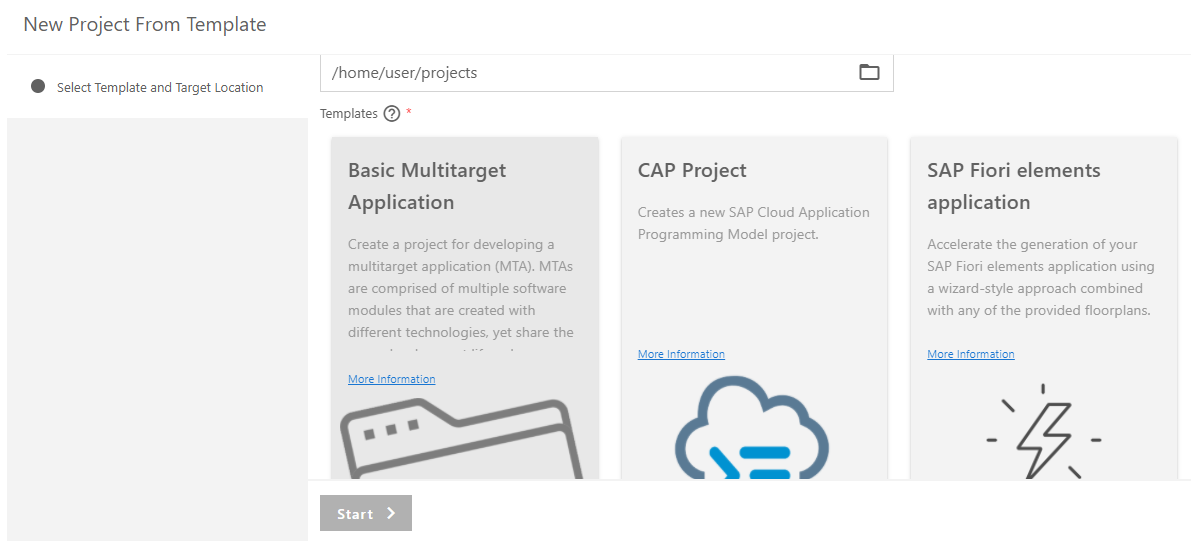 New Project From Template
Select Template and Target Location
/home/user/projects
Templates ? *
Basic Multitarget
Application
Create a project for developing a
multitarget application (MTA). MTAs
are comprised of multiple software
modules that are created with
different technologies, yet share the
More Information
CAP Project
Creates a new SAP Cloud Application
Programming Model project.
More Information
SAP Fiori elements
application
Accelerate the generation of your
SAP Fiori elements application using
a wizard-style approach combined
with any of the provided floorplans.
More Information
Start